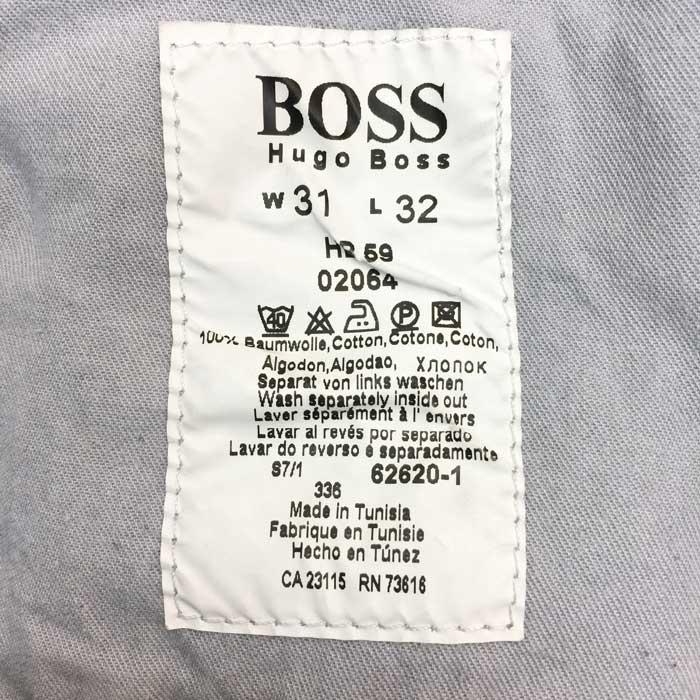 BOSS
Hugo Boss
W 31 L 32
HR 59
02064
40 P
100% Baumwolle,Cotton,Cotone,Coton,
Algodon,Algodao, Хлопок
Separat von links waschen
Wash separately inside out
Laver séparément à l' envers
Lavar al revés por separado
Lavar do reverso é separadamente
S7/1 62620-1
336
Made in Tunisia
Fabrique en Tunisie
Hecho en Túnez
CA 23115 RN 73616